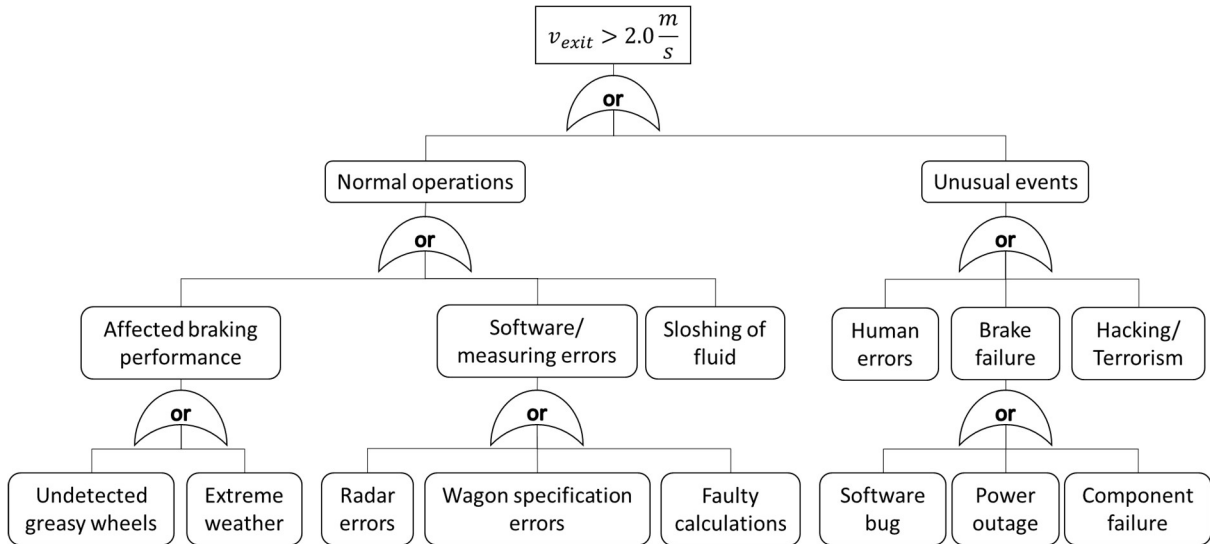 v_exit > 2.0 m/s
or
Normal operations
Unusual events
or
or
Affected braking
performance
Software/
measuring errors
Sloshing of
fluid
Human
errors
Brake
failure
Hacking/
Terrorism
or
or
or
Undetected
greasy wheels
Extreme
weather
Radar
errors
Wagon specification
errors
Faulty
calculations
Software
bug
Power
outage
Component
failure